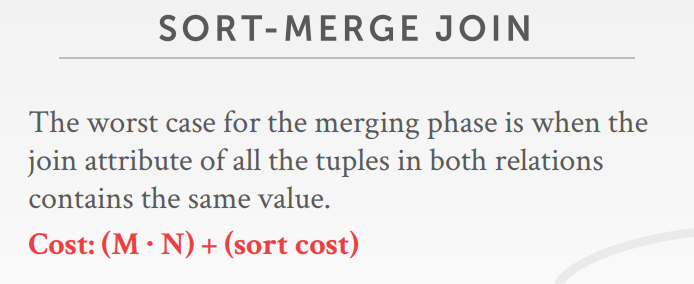 SORT-MERGE JOIN
The worst case for the merging phase is when the
join attribute of all the tuples in both relations
contains the same value.
Cost: (M · N) + (sort cost)